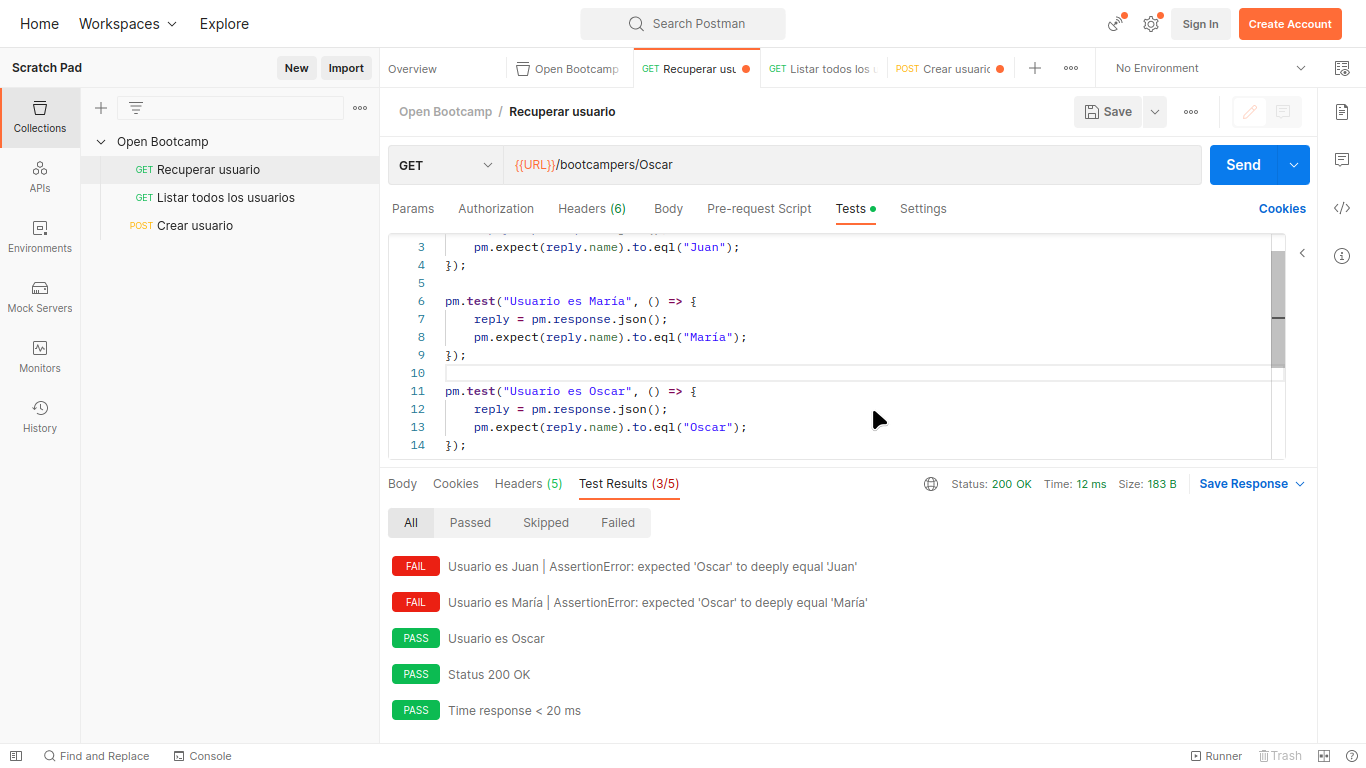 Home Workspaces Explore Search Postman Sign In Create Account
Scratch Pad New Import
Overview Open Bootcamp GET Recuperar usu GET Listar todos los u POST Crear usuario No Environment
Collections
APIs
Environments
Mock Servers
Monitors
History
Open Bootcamp
GET Recuperar usuario
GET Listar todos los usuarios
POST Crear usuario
Open Bootcamp / Recuperar usuario Save
GET {{URL}}/bootcampers/Oscar Send
Params Authorization Headers (6) Body Pre-request Script Tests Settings Cookies
3 pm.expect(reply.name).to.eql("Juan");
4 });
5
6 pm.test("Usuario es María", () => {
7 reply = pm.response.json();
8 pm.expect(reply.name).to.eql("María");
9 });
10
11 pm.test("Usuario es Oscar", () => {
12 reply = pm.response.json();
13 pm.expect(reply.name).to.eql("Oscar");
14 });
Body Cookies Headers (5) Test Results (3/5) Status: 200 OK Time: 12 ms Size: 183 B Save Response
All Passed Skipped Failed
FAIL Usuario es Juan | AssertionError: expected 'Oscar' to deeply equal 'Juan'
FAIL Usuario es María | AssertionError: expected 'Oscar' to deeply equal 'María'
PASS Usuario es Oscar
PASS Status 200 OK
PASS Time response < 20 ms
Find and Replace Console Runner Trash